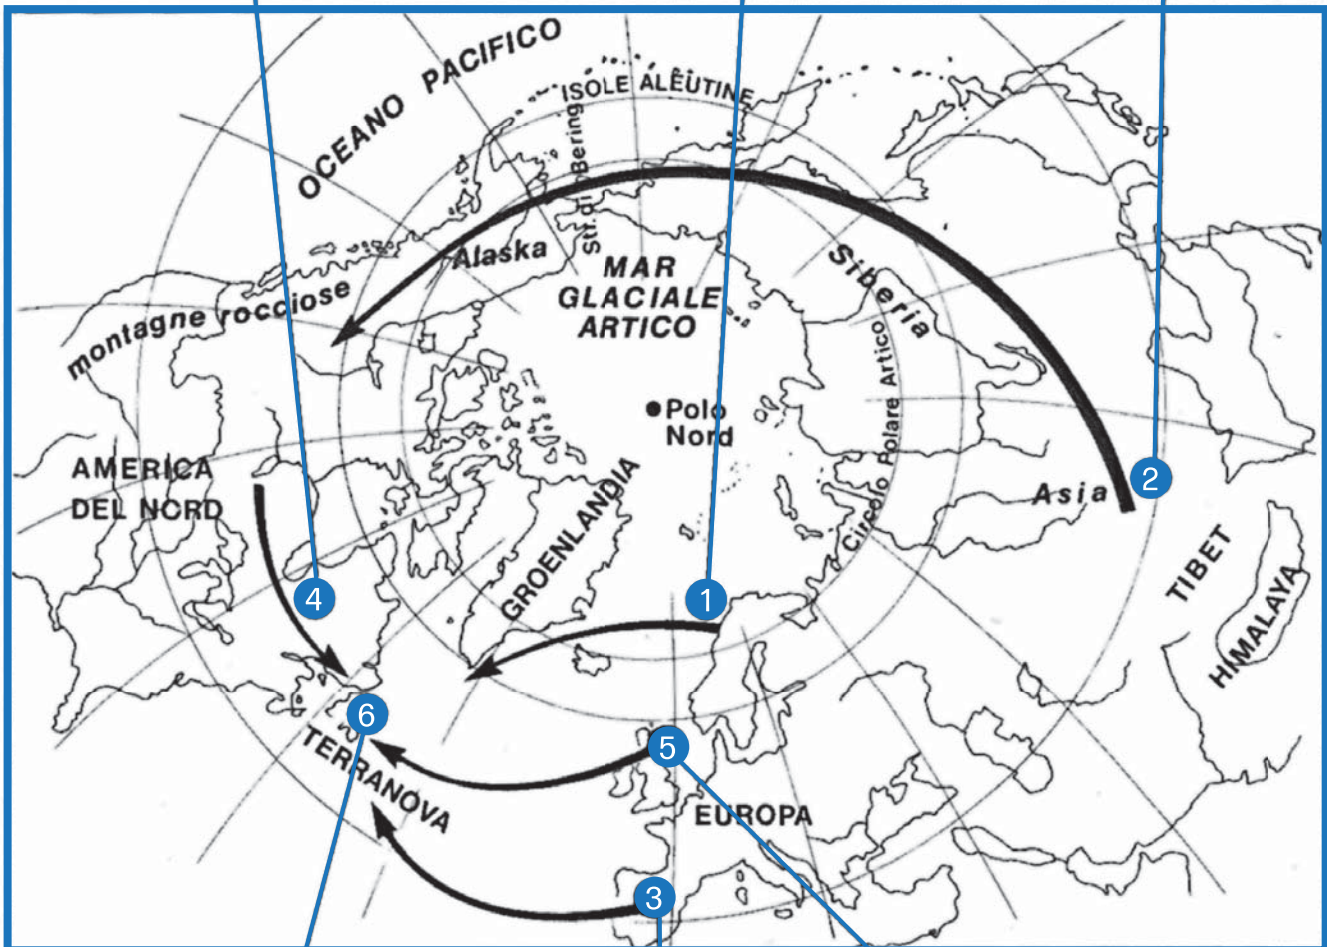 OCEANO PACIFICO
ISOLE ALEUTINE
Str. di Bering
Alaska
MAR
GLACIALE
ARTICO
Siberia
montagne rocciose
Circolo Polare Artico
Polo
Nord
AMERICA
DEL NORD
GROENLANDIA
Asia
2
TIBET
HIMALAYA
4
1
6
TERRANOVA
5
EUROPA
3